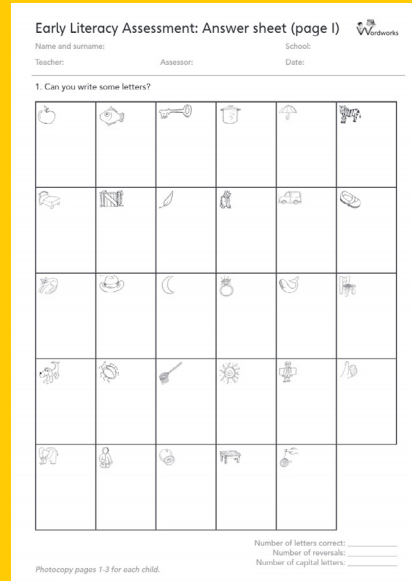 Early Literacy Assessment: Answer sheet (page 1)
Wordworks
Name and surname:
School:
Teacher:
Assessor:
Date:
1. Can you write some letters?
Number of letters correct:
Number of reversals:
Number of capital letters:
Photocopy pages 1-3 for each child.